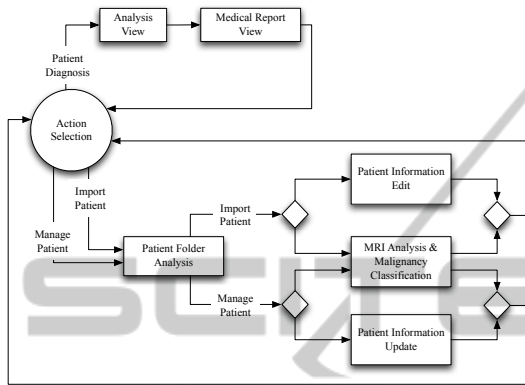 Analysis
View
Medical Report
View
Patient
Diagnosis
Action
Selection
Import
Patient
Manage
Patient
Patient Folder
Analysis
Import
Patient
Manage
Patient
Patient Information
Edit
MRI Analysis &
Malignancy
Classification
Patient Information
Update
SCITE